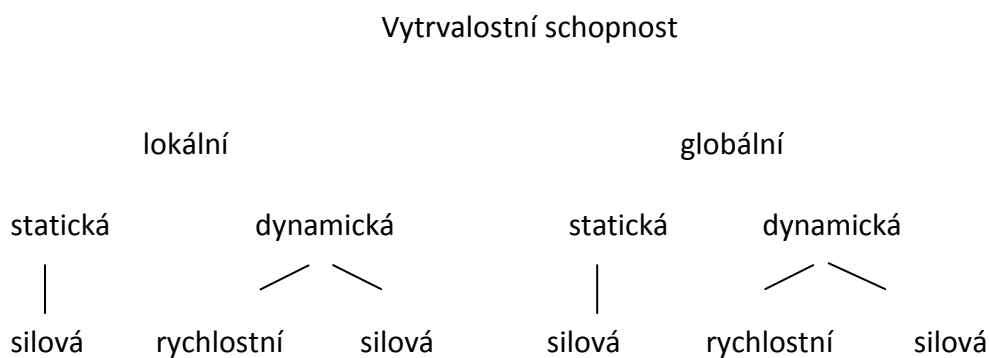 Vytrvalostní schopnost
lokální globální
statická dynamická statická dynamická
silová rychlostní silová silová rychlostní silová